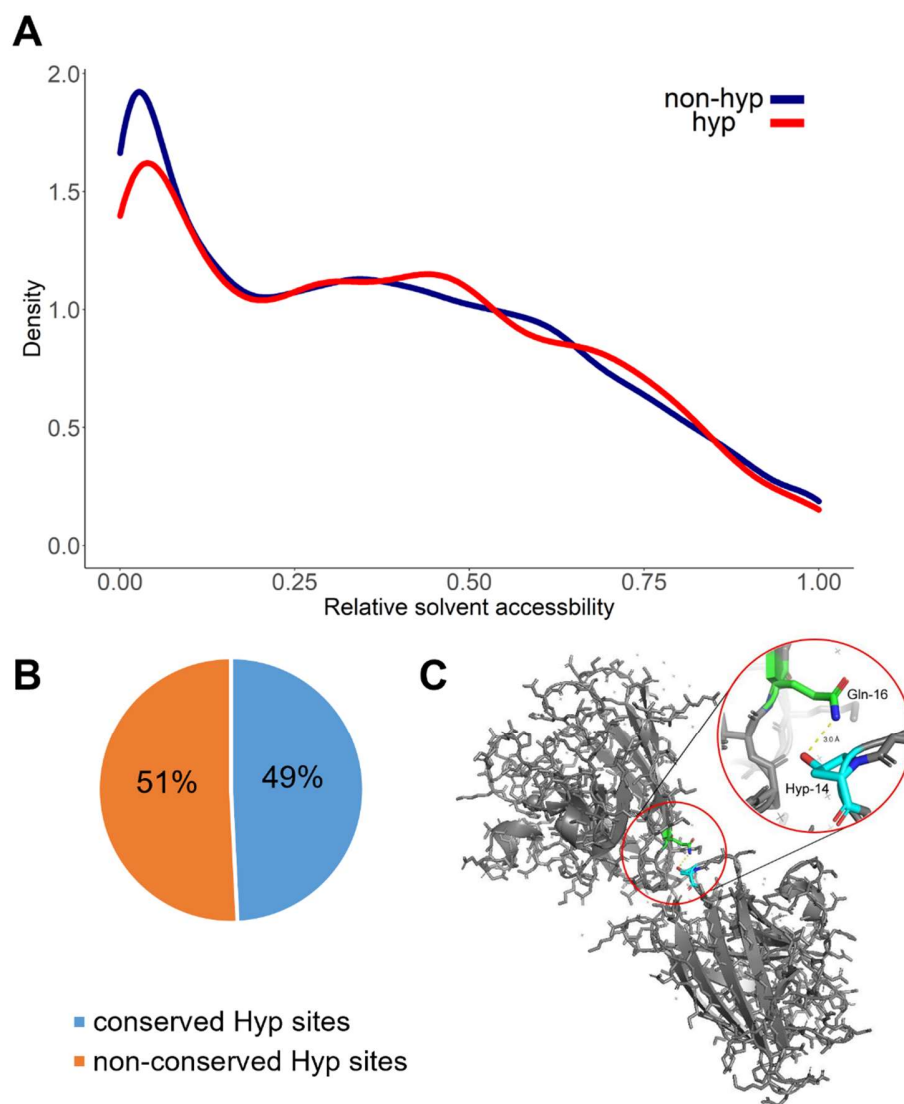 A
2.0
1.5
1.0
0.5
0.0
Density
non-hyp
hyp
0.00 0.25 0.50 0.75 1.00
Relative solvent accessbility
B
51% 49%
conserved Hyp sites
non-conserved Hyp sites
C
Gln-16
3.0 Å
Hyp-14